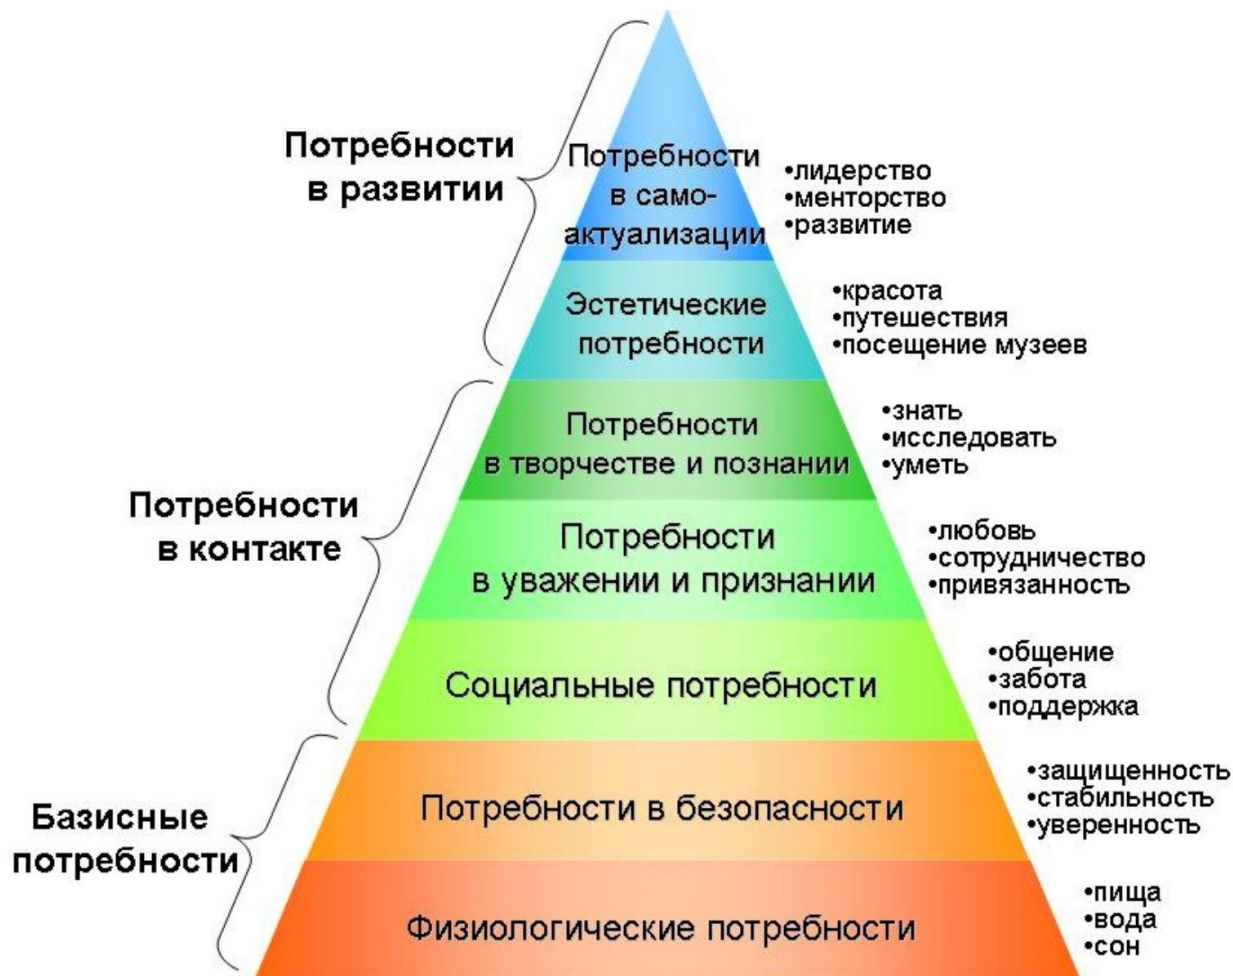 Потребности
в развитии
Потребности
в само-
актуализации
•лидерство
•менторство
•развитие
Эстетические
потребности
•красота
•путешествия
•посещение музеев
Потребности
в контакте
Потребности
в творчестве и познании
•знать
•исследовать
•уметь
Потребности
в уважении и признании
•любовь
•сотрудничество
•привязанность
Социальные потребности
•общение
•забота
•поддержка
Базисные
потребности
Потребности в безопасности
•защищенность
•стабильность
•уверенность
Физиологические потребности
•пища
•вода
•сон